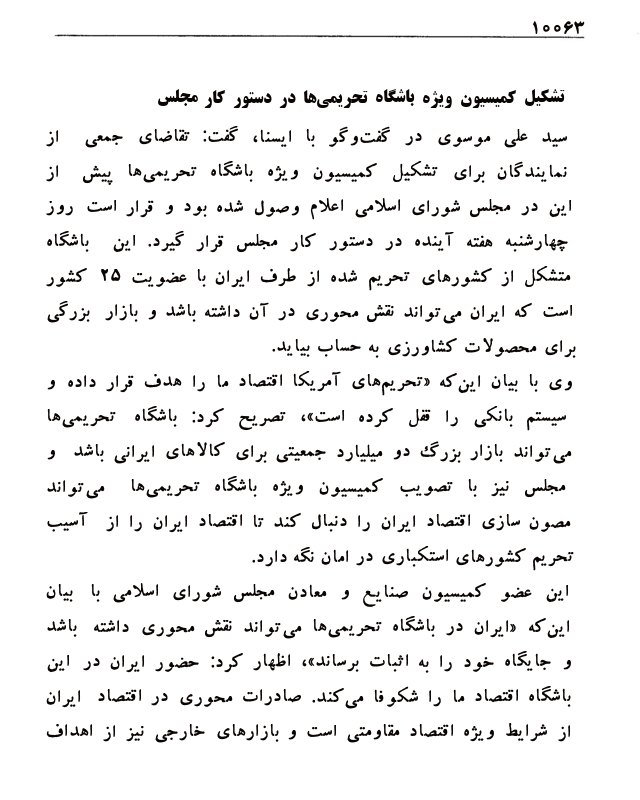 ۱۰۰۶۳
تشکیل کمیسیون ویژه باشگاه تحریمی‌ها در دستور کار مجلس
سید علی موسوی در گفت‌وگو با ایسنا، گفت: تقاضای جمعی از
نمایندگان برای تشکیل کمیسیون ویژه باشگاه تحریمی‌ها پیش از
این در مجلس شورای اسلامی اعلام وصول شده بود و قرار است روز
چهارشنبه هفته آینده در دستور کار مجلس قرار گیرد. این باشگاه
متشکل از کشورهای تحریم شده از طرف ایران با عضویت ۲۵ کشور
است که ایران می‌تواند نقش محوری در آن داشته باشد و بازار بزرگی
برای محصولات کشاورزی به حساب بیاید.
وی با بیان این‌که «تحریم‌های آمریکا اقتصاد ما را هدف قرار داده و
سیستم بانکی را قفل کرده است»، تصریح کرد: باشگاه تحریمی‌ها
می‌تواند بازار بزرگ دو میلیارد جمعیتی برای کالاهای ایرانی باشد و
مجلس نیز با تصویب کمیسیون ویژه باشگاه تحریمی‌ها می‌تواند
مصون سازی اقتصاد ایران را دنبال کند تا اقتصاد ایران را از آسیب
تحریم کشورهای استکباری در امان نگه دارد.
این عضو کمیسیون صنایع و معادن مجلس شورای اسلامی با بیان
این‌که «ایران در باشگاه تحریمی‌ها می‌تواند نقش محوری داشته باشد
و جایگاه خود را به اثبات برساند»، اظهار کرد: حضور ایران در این
باشگاه اقتصاد ما را شکوفا می‌کند. صادرات محوری در اقتصاد ایران
از شرایط ویژه اقتصاد مقاومتی است و بازارهای خارجی نیز از اهداف